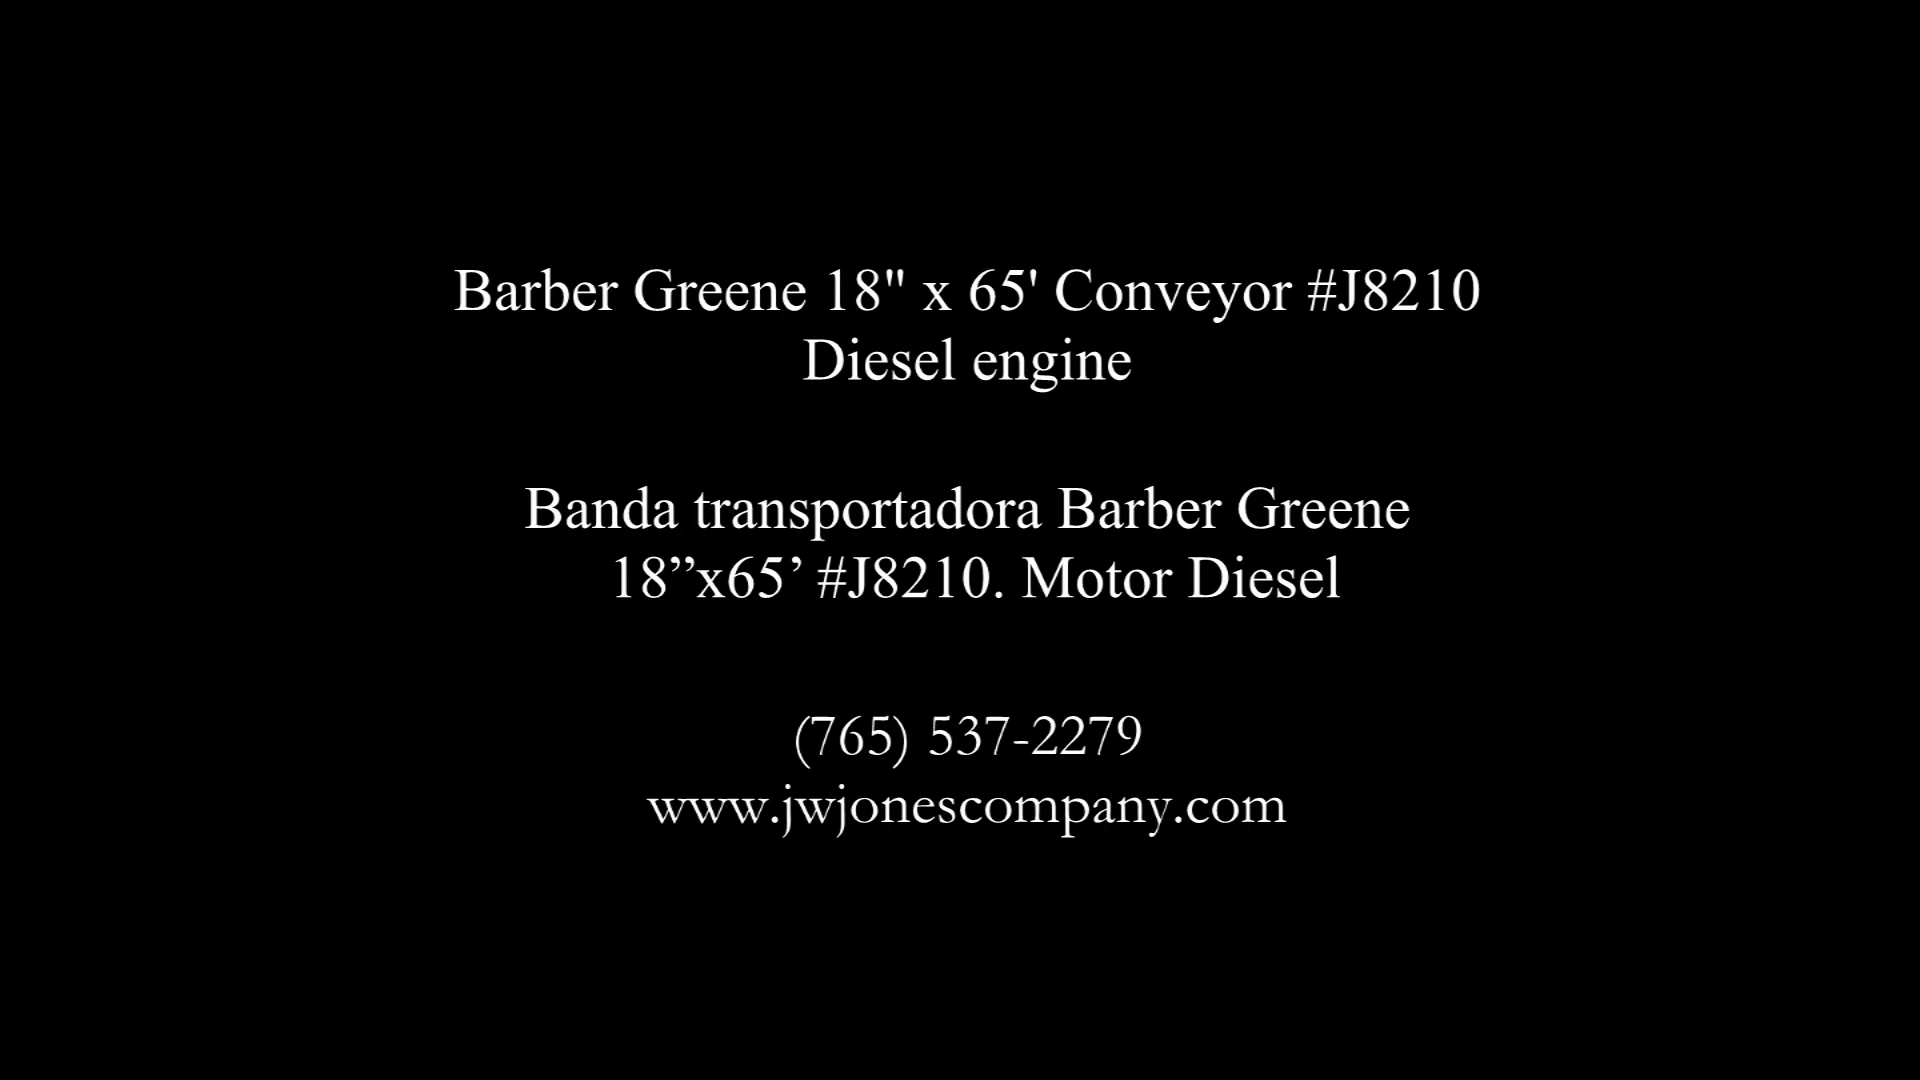 Barber Greene 18" x 65' Conveyor #J8210
Diesel engine
Banda transportadora Barber Greene
18”x65’ #J8210. Motor Diesel
(765) 537-2279
www.jwjonescompany.com